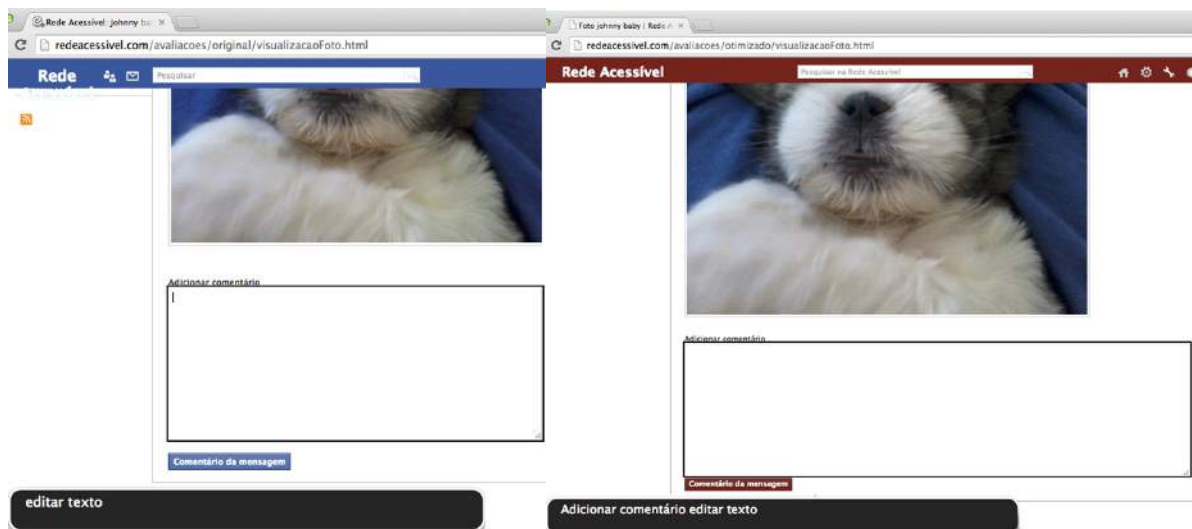 Rede Acessível: johnny ba
redeacessivel.com/avaliacoes/original/visualizacaoFoto.html
Rede
Pesquisar
Adicionar comentário
Comentário da mensagem
editar texto
Foto johnny baby | Rede A
redeacessivel.com/avaliacoes/otimizado/visualizacaoFoto.html
Rede Acessível
Pesquisar na Rede Acessível
Adicionar comentário
Comentário da mensagem
Adicionar comentário editar texto